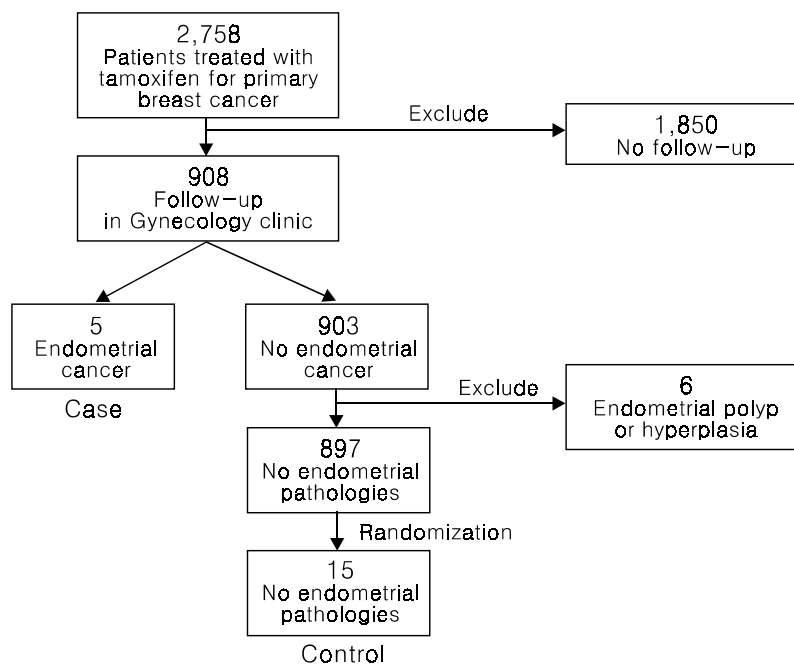 2,758
Patients treated with
tamoxifen for primary
breast cancer
Exclude
1,850
No follow-up
908
Follow-up
in Gynecology clinic
5
Endometrial
cancer
Case
903
No endometrial
cancer
Exclude
6
Endometrial polyp
or hyperplasia
897
No endometrial
pathologies
Randomization
15
No endometrial
pathologies
Control